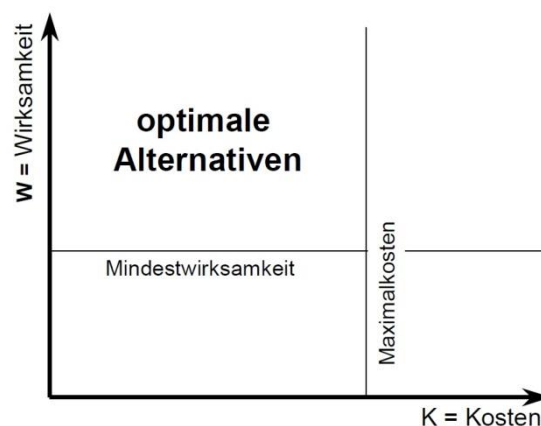 W = Wirksamkeit
optimale
Alternativen
Mindestwirksamkeit
Maximalkosten
K = Kosten